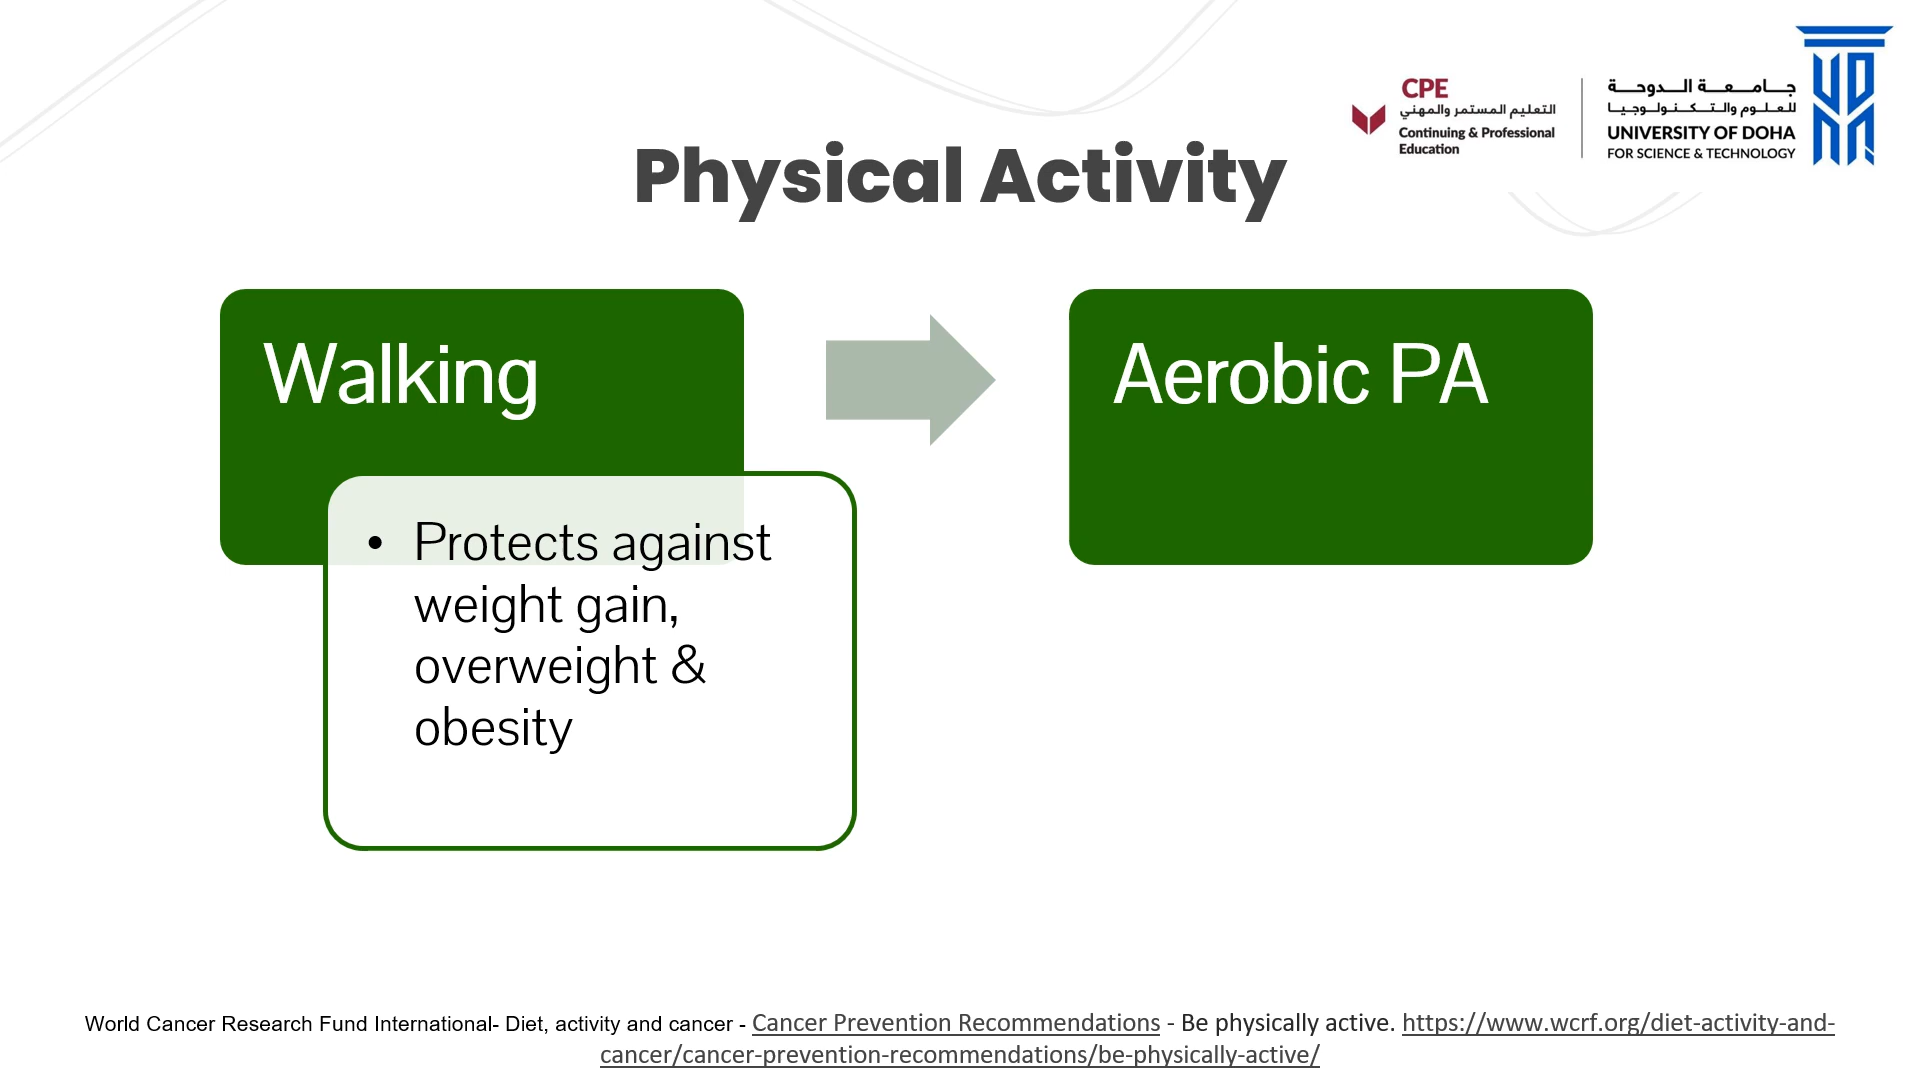 CPE
التعليم المستمر والمهني
Continuing & Professional
Education
جـامـعـة الـدوحـة
للعلوم والتكنولوجيا
UNIVERSITY OF DOHA
FOR SCIENCE & TECHNOLOGY
Physical Activity
Walking
• Protects against
weight gain,
overweight &
obesity
Aerobic PA
World Cancer Research Fund International- Diet, activity and cancer - Cancer Prevention Recommendations - Be physically active. https://www.wcrf.org/diet-activity-and-
cancer/cancer-prevention-recommendations/be-physically-active/